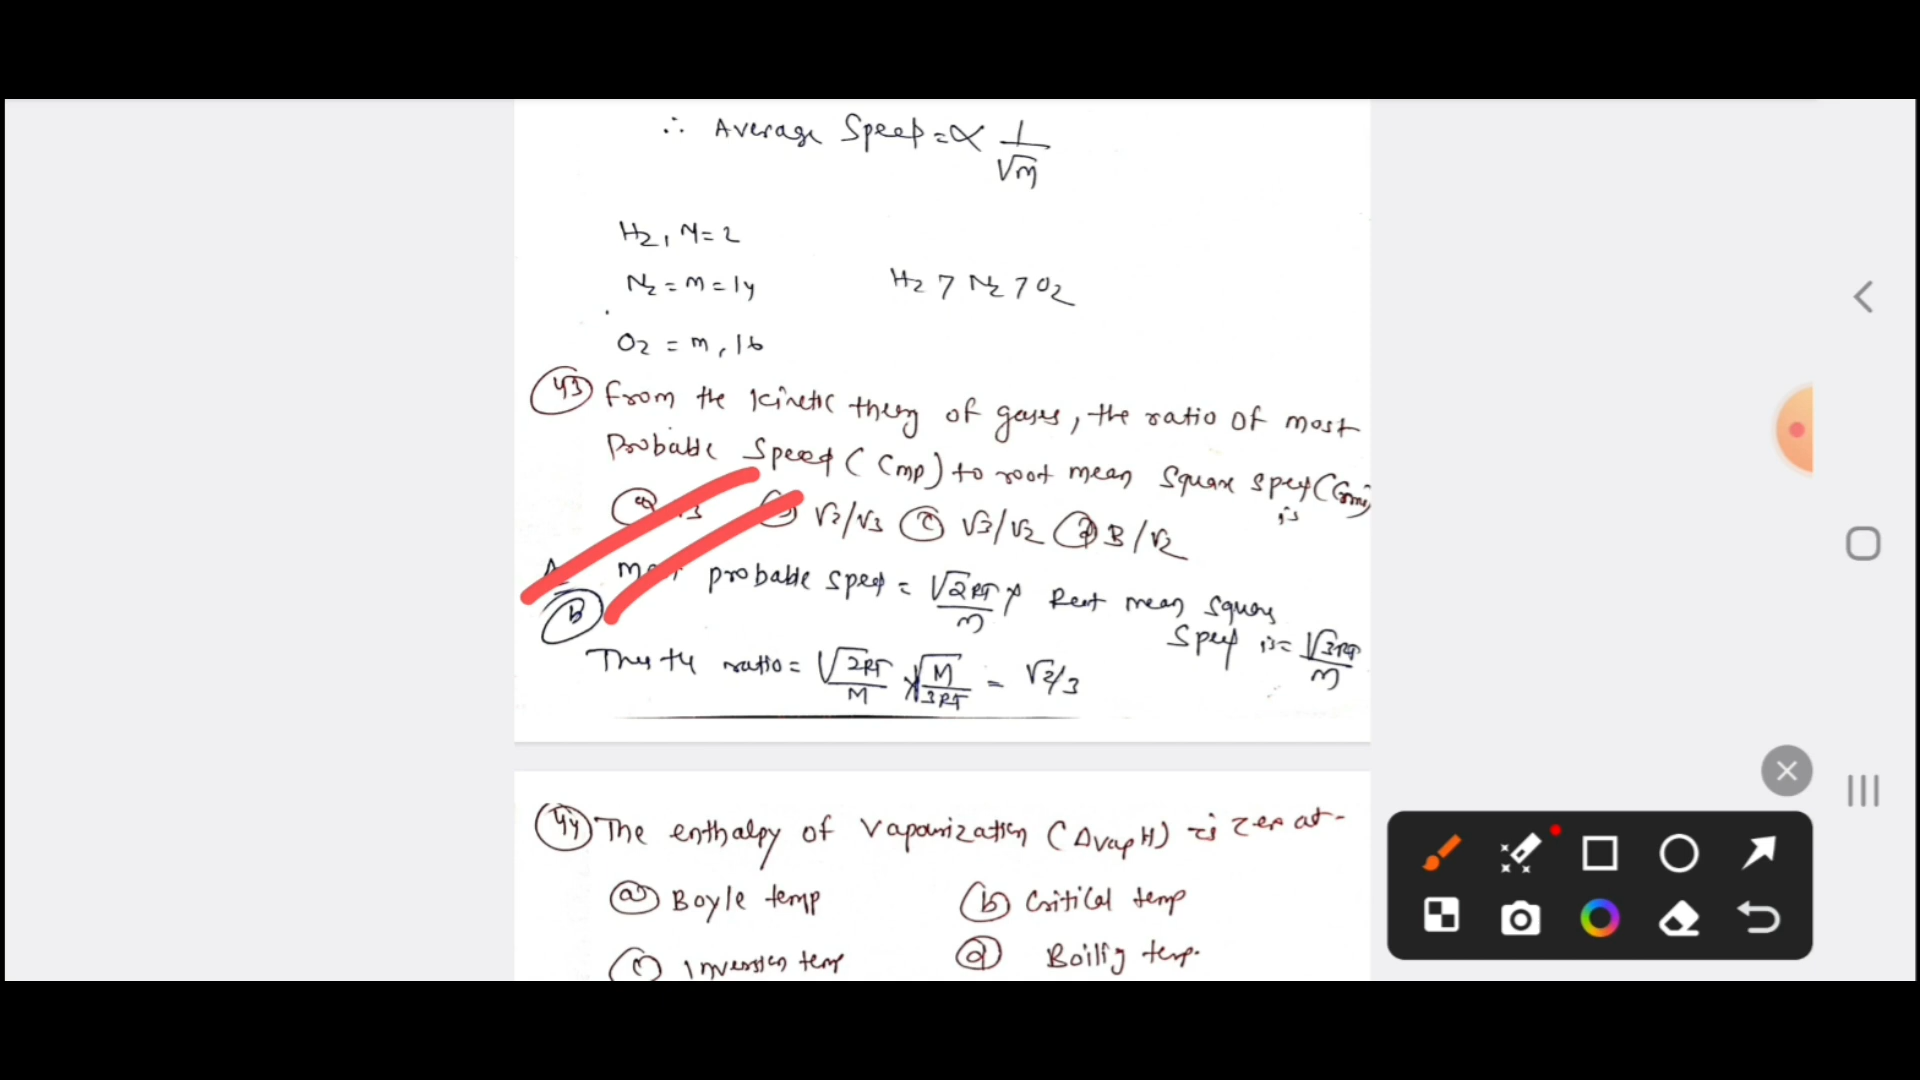 ∴ Average Speed = ∝ 1/√m
H2, M = 2
N2 = m = 14
H2 > N2 > O2
O2 = m, 16
43 from the kinetic theory of gases, the ratio of most
Probable Speed (Cmp) to root mean Square speed (Crms) is
b √2/√3 c √3/√2 d 3/√2
probable speed = √2RT/m, Root mean Square
B
Speed is = √3RT/m
Thus the ratio = √2RT/M × √M/3RT = √2/3
44 The enthalpy of vaporization (ΔvapH) is zero at-
a Boyle temp b Critical temp
c Inversion temp d Boilig temp.